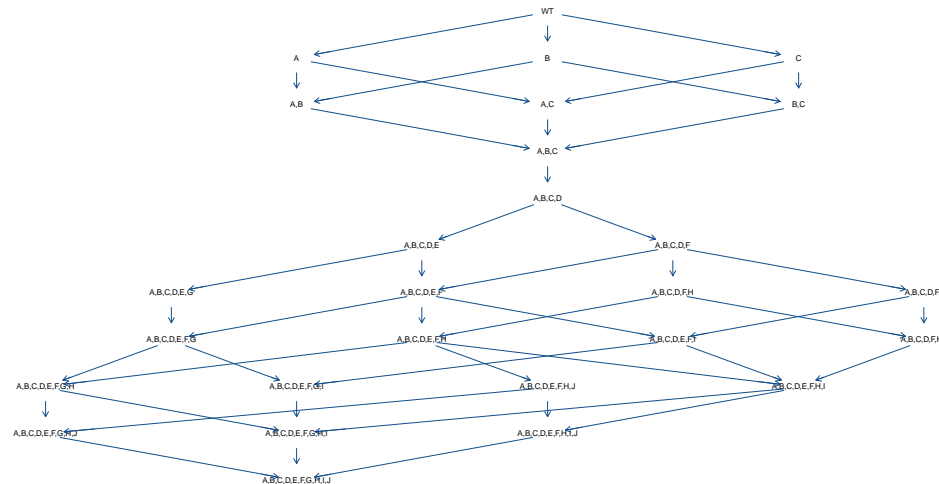 WT
A
B
C
A,B
A,C
B,C
A,B,C
A,B,C,D
A,B,C,D,E
A,B,C,D,F
A,B,C,D,E,G
A,B,C,D,E,F
A,B,C,D,F,H
A,B,C,D,F
A,B,C,D,E,F,G
A,B,C,D,E,F,H
A,B,C,D,E,F,I
A,B,C,D,F,H
A,B,C,D,E,F,G,H
A,B,C,D,E,F,G,I
A,B,C,D,E,F,H,J
A,B,C,D,E,F,H,I
A,B,C,D,E,F,G,H,J
A,B,C,D,E,F,G,H,I
A,B,C,D,E,F,H,I,J
A,B,C,D,E,F,G,H,I,J